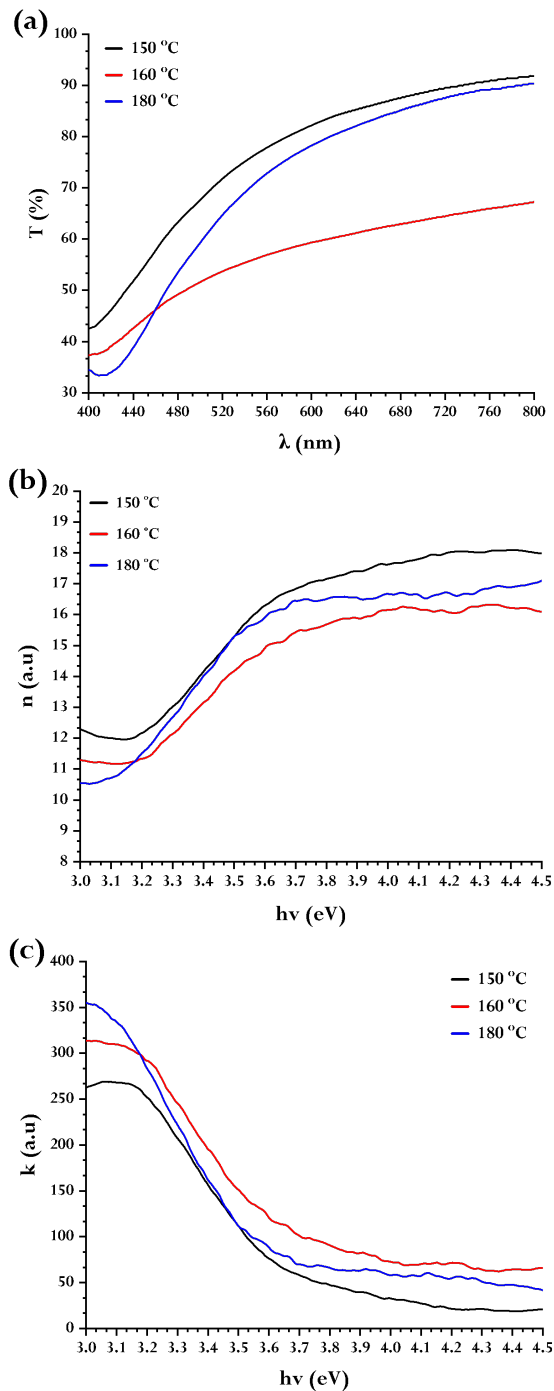 (a)
150 °C
160 °C
180 °C
100
90
80
70
60
50
40
30
T (%)
400 440 480 520 560 600 640 680 720 760 800
λ (nm)
(b)
150 °C
160 °C
180 °C
20
19
18
17
16
15
14
13
12
11
10
9
8
n (a.u)
3.0 3.1 3.2 3.3 3.4 3.5 3.6 3.7 3.8 3.9 4.0 4.1 4.2 4.3 4.4 4.5
hv (eV)
(c)
150 °C
160 °C
180 °C
400
350
300
250
200
150
100
50
0
k (a.u)
3.0 3.1 3.2 3.3 3.4 3.5 3.6 3.7 3.8 3.9 4.0 4.1 4.2 4.3 4.4 4.5
hv (eV)